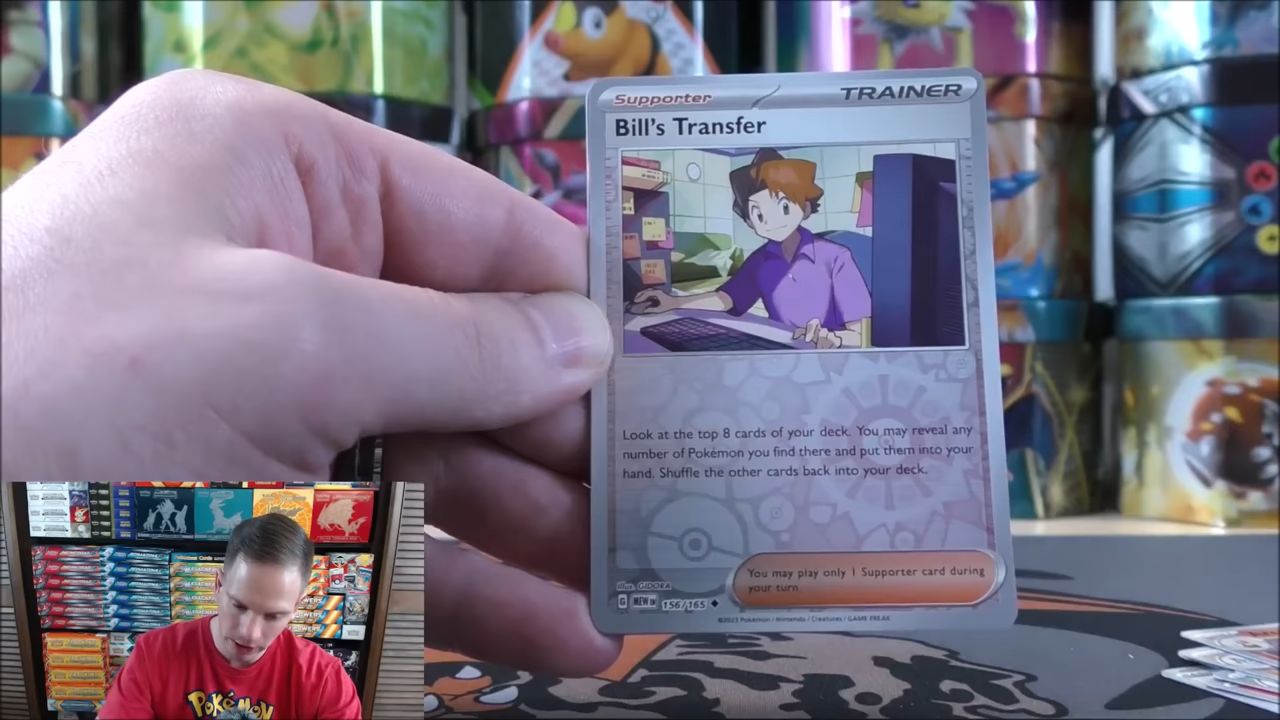 Supporter
TRAINER
Bill's Transfer
Look at the top 8 cards of your deck. You may reveal any
number of Pokémon you find there and put them into your
hand. Shuffle the other cards back into your deck.
You may play only 1 Supporter card during
your turn
illus. GIDORA
G MEW EN 156/165
©2023 Pokémon / Nintendo / Creatures / GAME FREAK
Pokémon